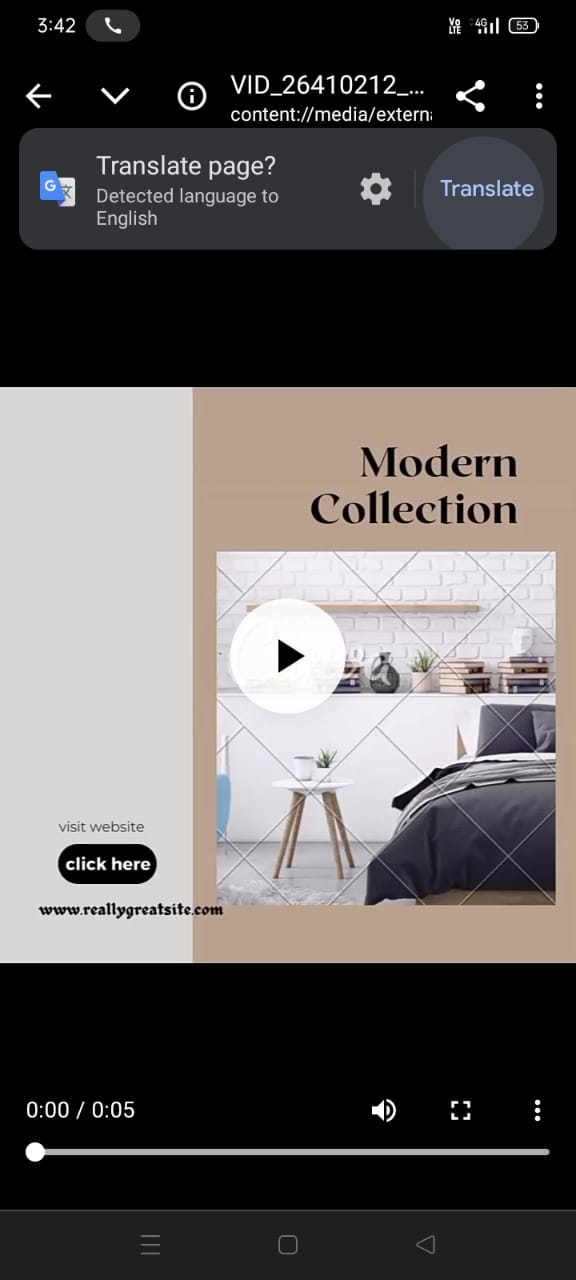 3:42
Vo
LTE
4G
53
VID_26410212_...
content://media/extern
Translate page?
Detected language to
English
Translate
Modern
Collection
visit website
click here
www.reallygreatsite.com
0:00 / 0:05